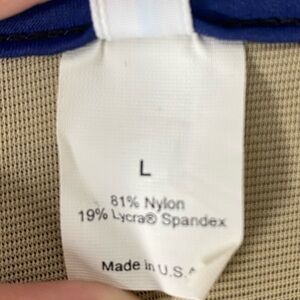 L
81% Nylon
19% Lycra® Spandex
Made in U.S.A